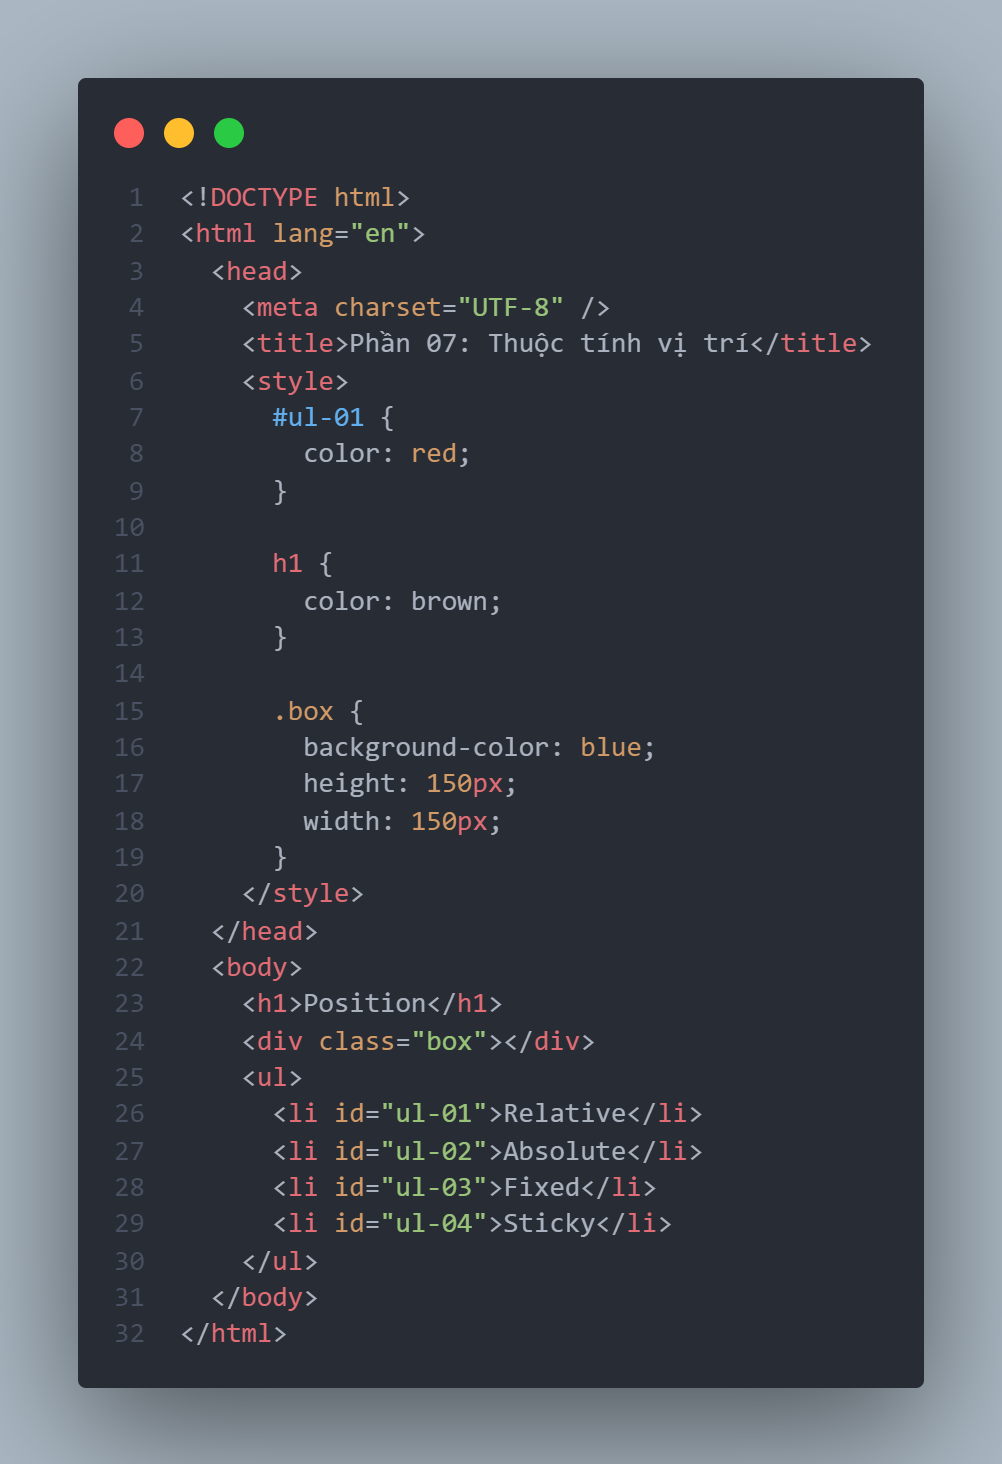 1 <!DOCTYPE html>
2 <html lang="en">
3   <head>
4     <meta charset="UTF-8" />
5     <title>Phần 07: Thuộc tính vị trí</title>
6     <style>
7       #ul-01 {
8         color: red;
9       }
10
11       h1 {
12         color: brown;
13       }
14
15       .box {
16         background-color: blue;
17         height: 150px;
18         width: 150px;
19       }
20     </style>
21   </head>
22   <body>
23     <h1>Position</h1>
24     <div class="box"></div>
25     <ul>
26       <li id="ul-01">Relative</li>
27       <li id="ul-02">Absolute</li>
28       <li id="ul-03">Fixed</li>
29       <li id="ul-04">Sticky</li>
30     </ul>
31   </body>
32 </html>